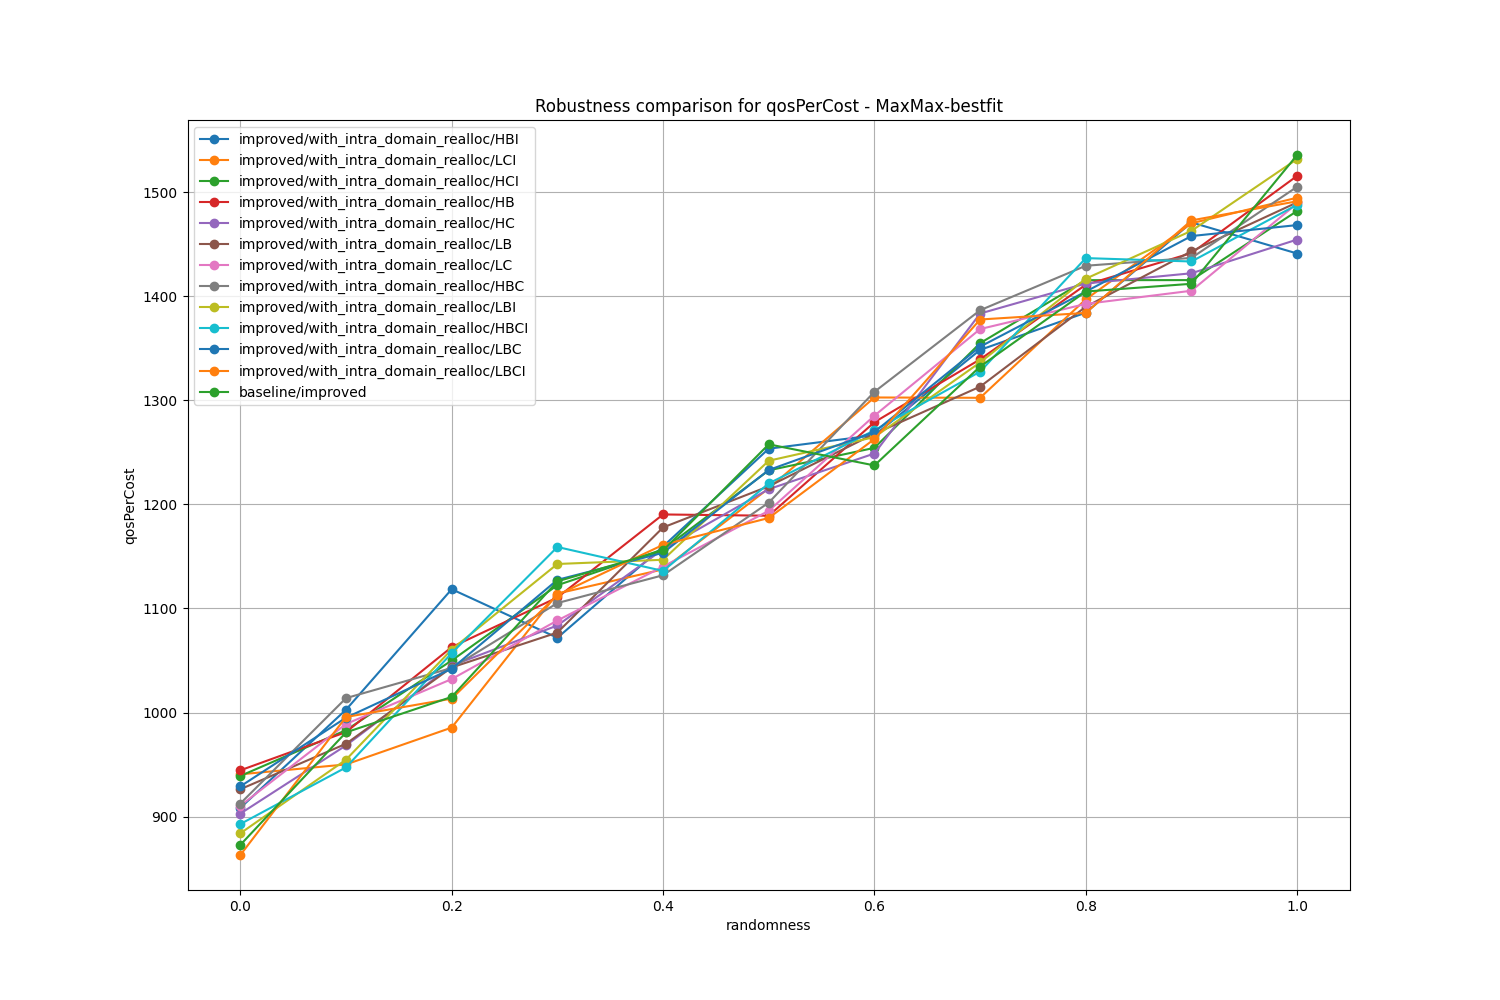 Robustness comparison for qosPerCost - MaxMax-bestfit
improved/with_intra_domain_realloc/HBI
improved/with_intra_domain_realloc/LCI
improved/with_intra_domain_realloc/HCI
improved/with_intra_domain_realloc/HB
improved/with_intra_domain_realloc/HC
improved/with_intra_domain_realloc/LB
improved/with_intra_domain_realloc/LC
improved/with_intra_domain_realloc/HBC
improved/with_intra_domain_realloc/LBI
improved/with_intra_domain_realloc/HBCI
improved/with_intra_domain_realloc/LBC
improved/with_intra_domain_realloc/LBCI
baseline/improved
1500
1400
1300
1200
1100
1000
900
qosPerCost
0.0 0.2 0.4 0.6 0.8 1.0
randomness